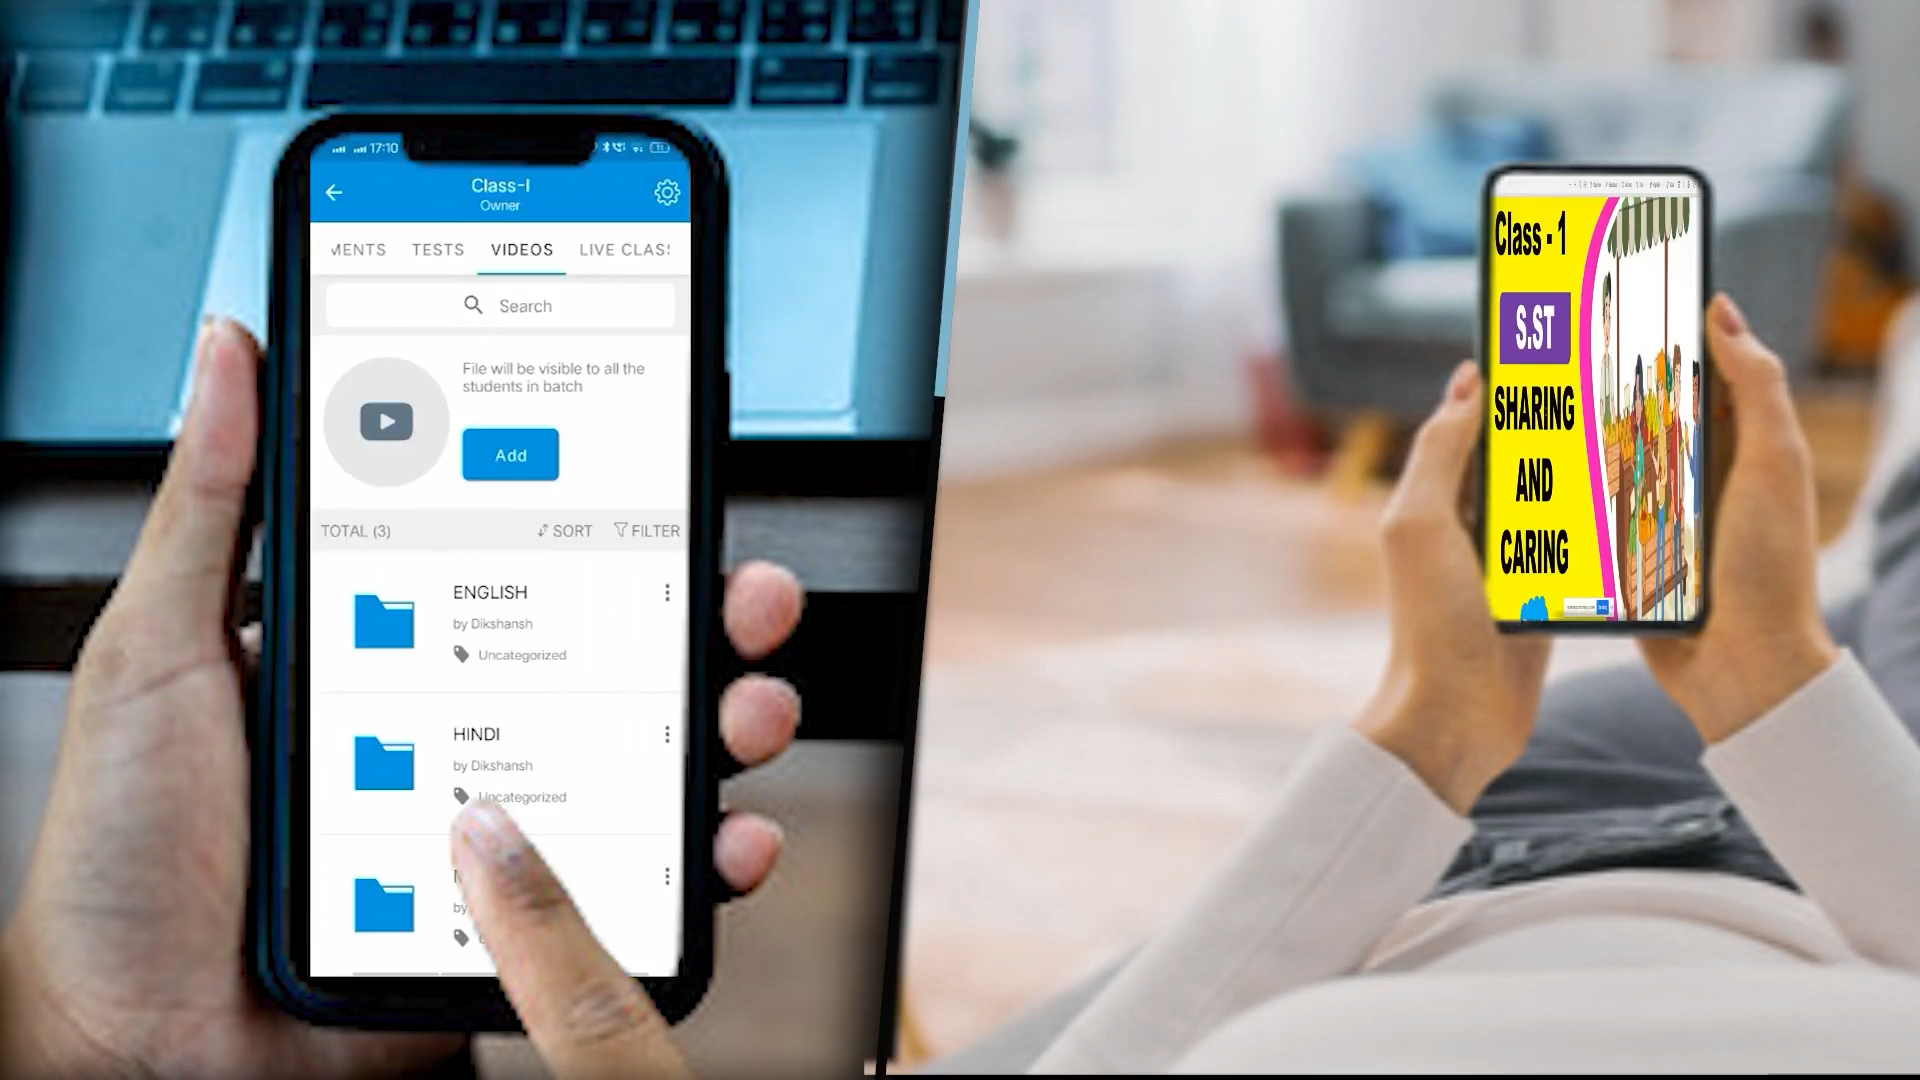 17:10
Class-I
Owner
MENTS TESTS VIDEOS LIVE CLAS
Search
File will be visible to all the
students in batch
Add
TOTAL (3) SORT FILTER
ENGLISH
by Dikshansh
Uncategorized
HINDI
by Dikshansh
Uncategorized
by
Class - 1
S.ST
SHARING
AND
CARING